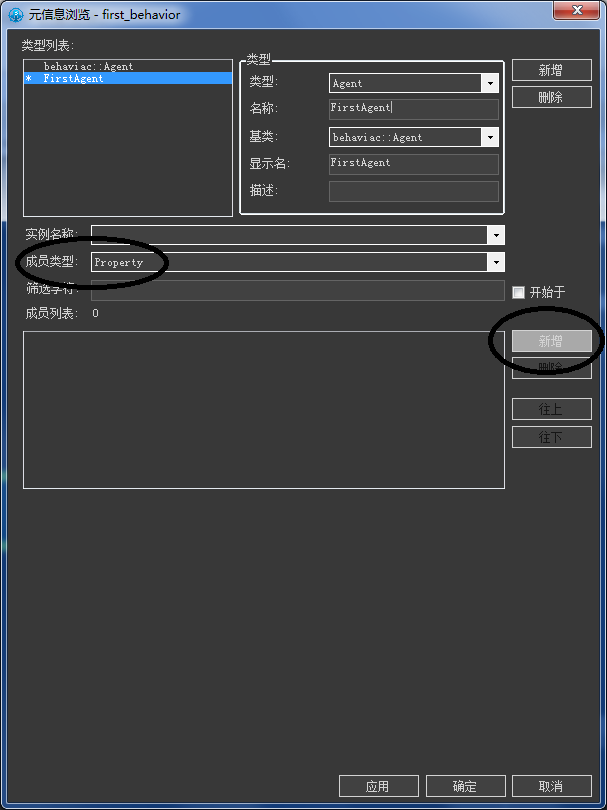 元信息浏览 - first_behavior
类型列表:
behaviac::Agent
* FirstAgent
类型
类型: Agent
名称: FirstAgent
基类: behaviac::Agent
显示名: FirstAgent
描述:
新增
删除
实例名称:
成员类型: Property
筛选字符:
开始于
成员列表: 0
新增
删除
往上
往下
应用
确定
取消